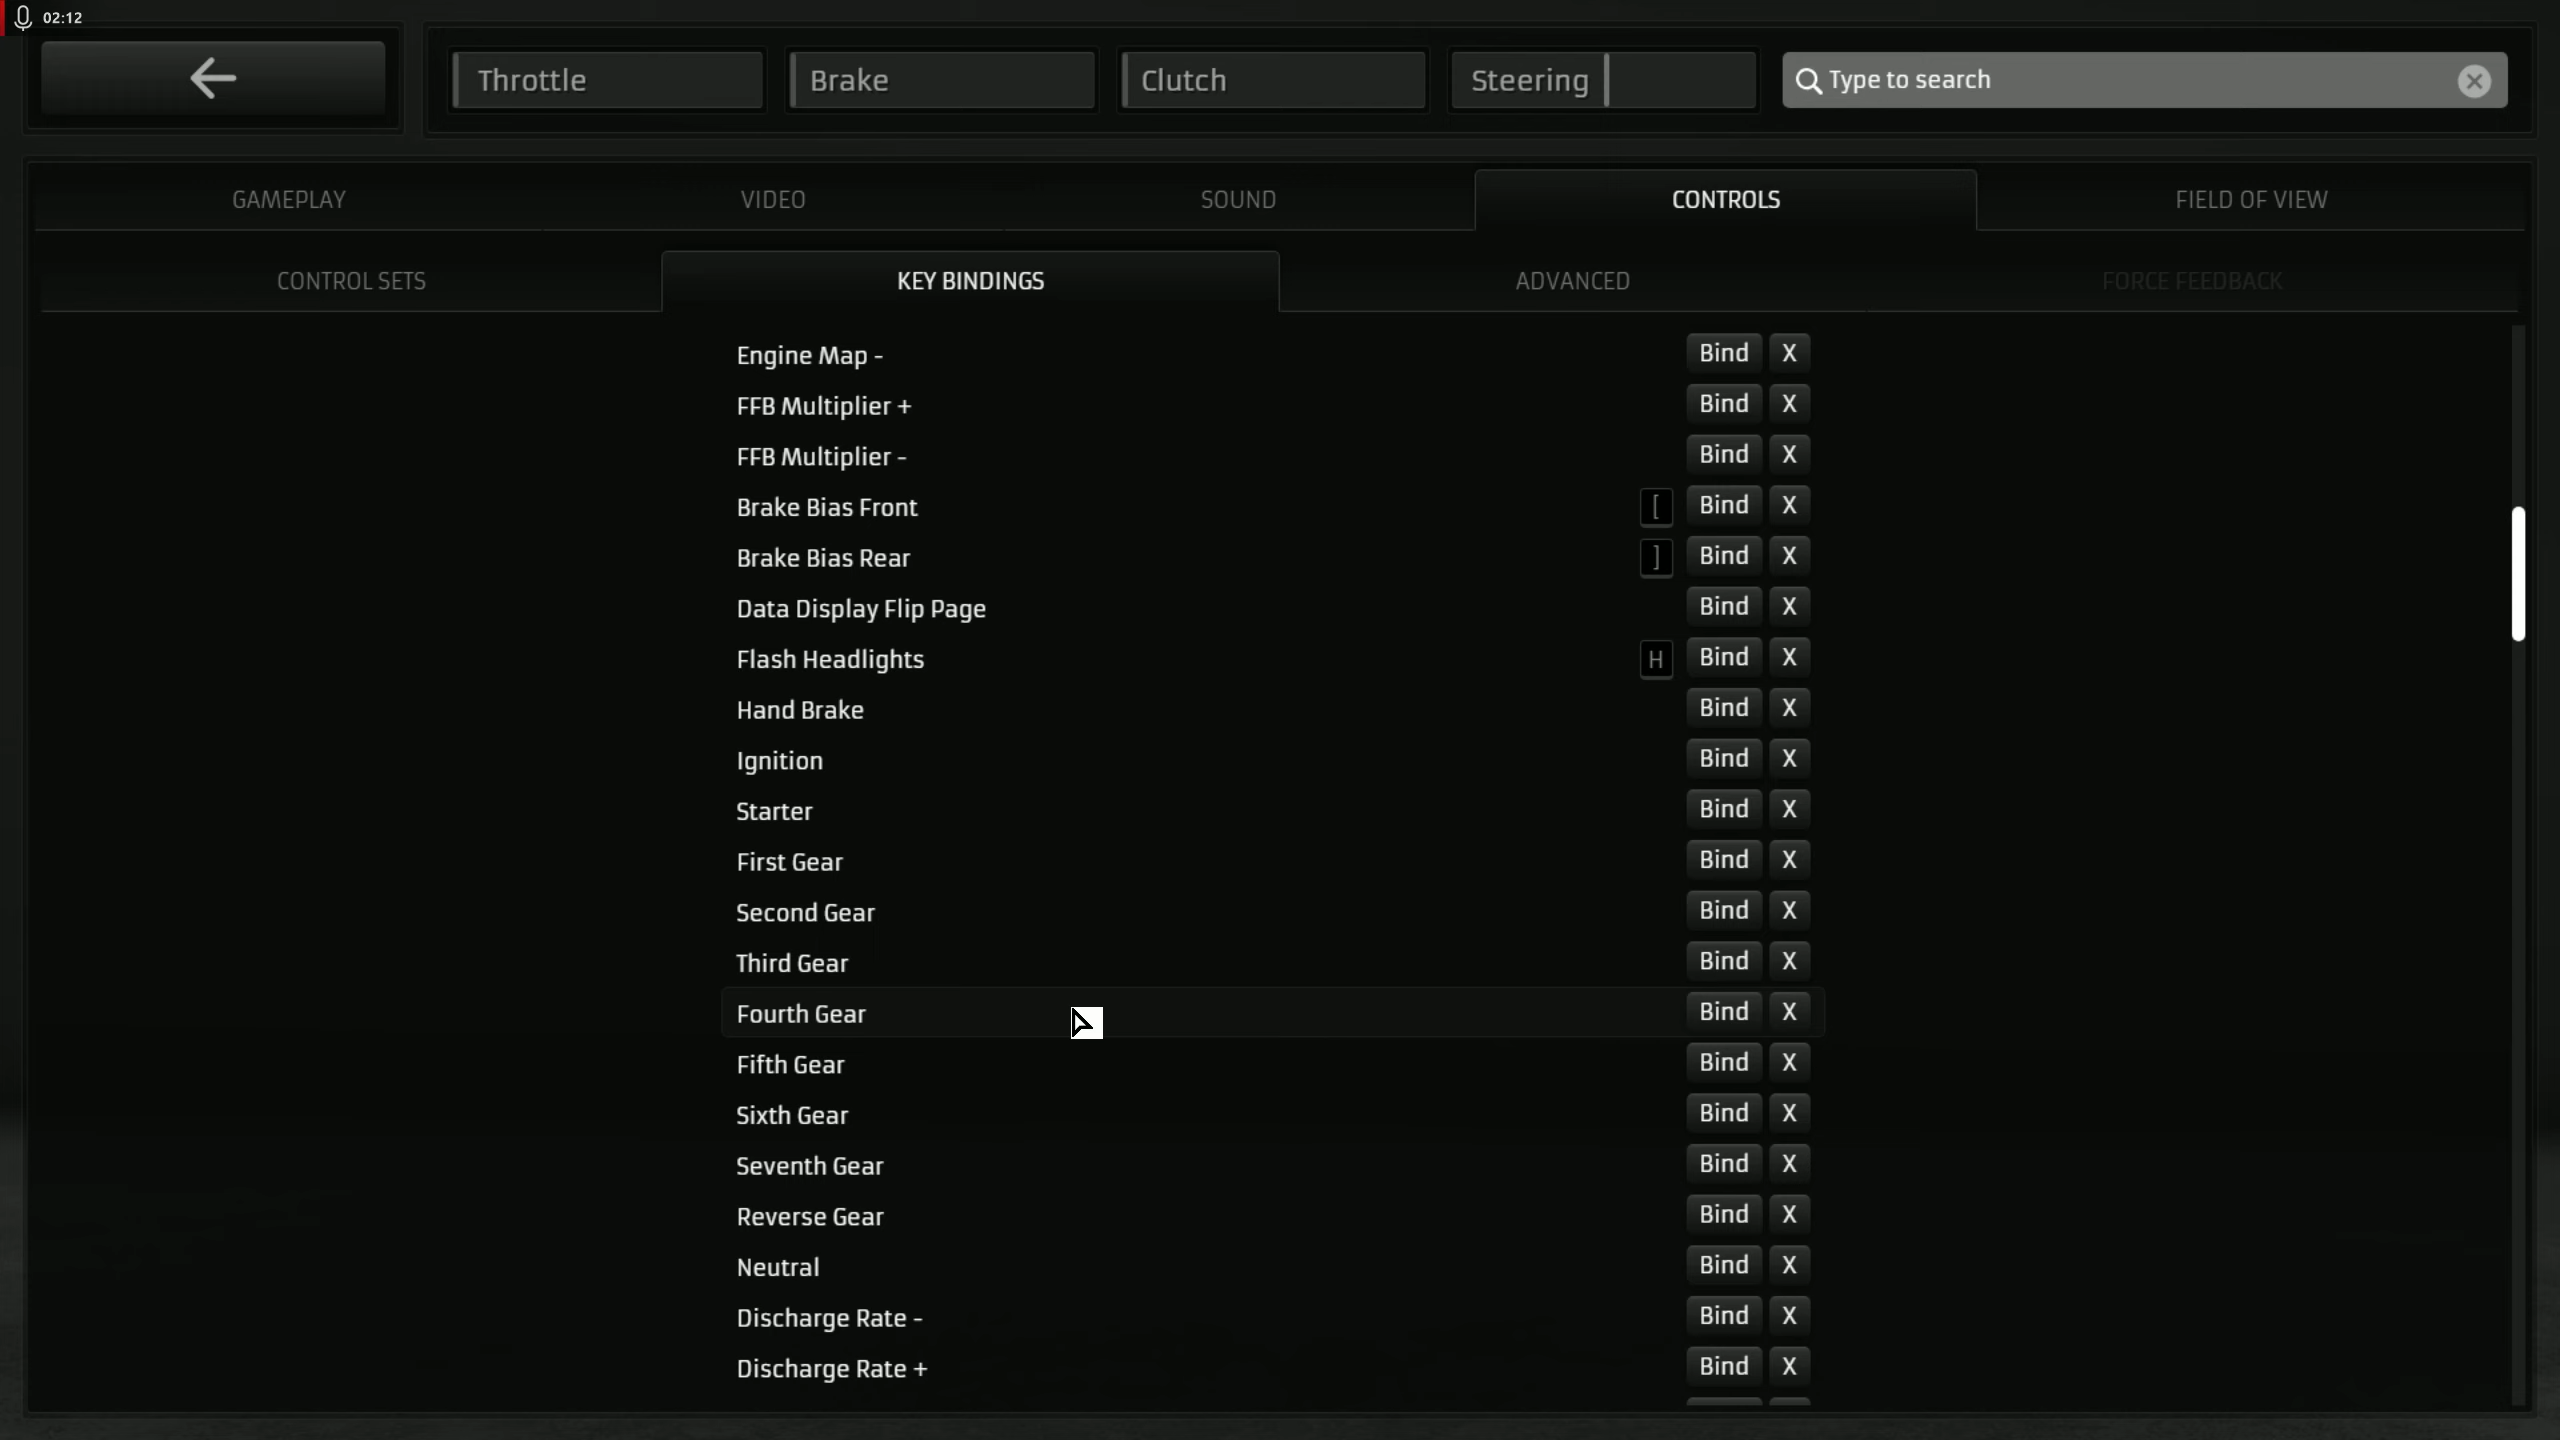 02:12
Throttle
Brake
Clutch
Steering
Type to search
GAMEPLAY
VIDEO
SOUND
CONTROLS
FIELD OF VIEW
CONTROL SETS
KEY BINDINGS
ADVANCED
FORCE FEEDBACK
Engine Map - Bind X
FFB Multiplier + Bind X
FFB Multiplier - Bind X
Brake Bias Front [ Bind X
Brake Bias Rear ] Bind X
Data Display Flip Page Bind X
Flash Headlights H Bind X
Hand Brake Bind X
Ignition Bind X
Starter Bind X
First Gear Bind X
Second Gear Bind X
Third Gear Bind X
Fourth Gear Bind X
Fifth Gear Bind X
Sixth Gear Bind X
Seventh Gear Bind X
Reverse Gear Bind X
Neutral Bind X
Discharge Rate - Bind X
Discharge Rate + Bind X